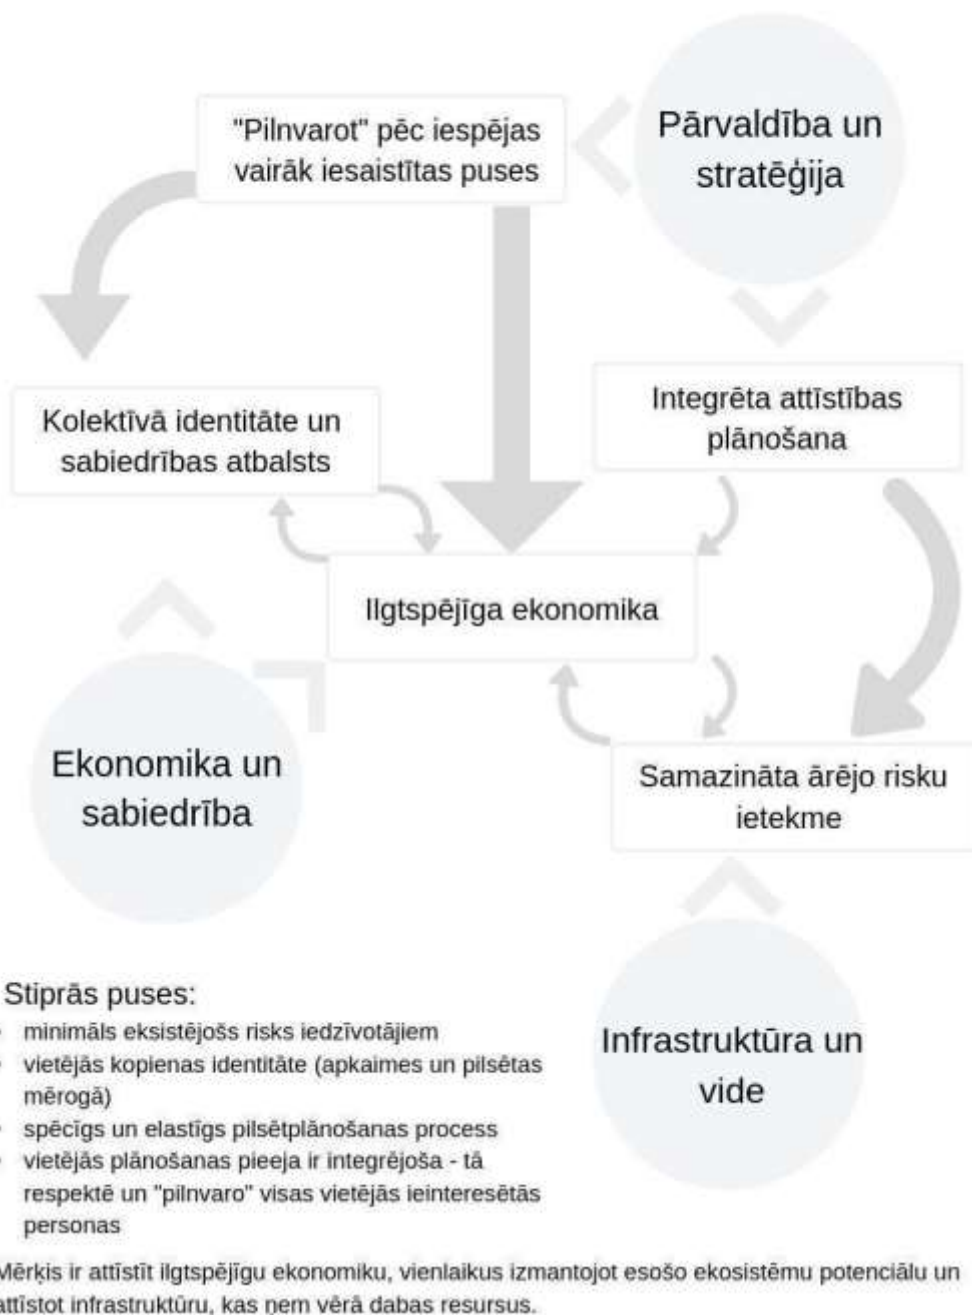 Pārvaldība un
stratēģija
"Pilnvarot" pēc iespējas
vairāk iesaistītas puses
Integrēta attīstības
plānošana
Kolektīvā identitāte un
sabiedrības atbalsts
Ilgtspējīga ekonomika
Ekonomika un
sabiedrība
Samazināta ārējo risku
ietekme
Infrastruktūra un
vide
Stiprās puses:
minimāls eksistējošs risks iedzīvotājiem
vietējās kopienas identitāte (apkaimes un pilsētas
mērogā)
spēcīgs un elastīgs pilsētplānošanas process
vietējās plānošanas pieeja ir integrējoša - tā
respektē un "pilnvaro" visas vietējās ieinteresētās
personas
Mērķis ir attīstīt ilgtspējīgu ekonomiku, vienlaikus izmantojot esošo ekosistēmu potenciālu un
attīstot infrastruktūru, kas ņem vērā dabas resursus.